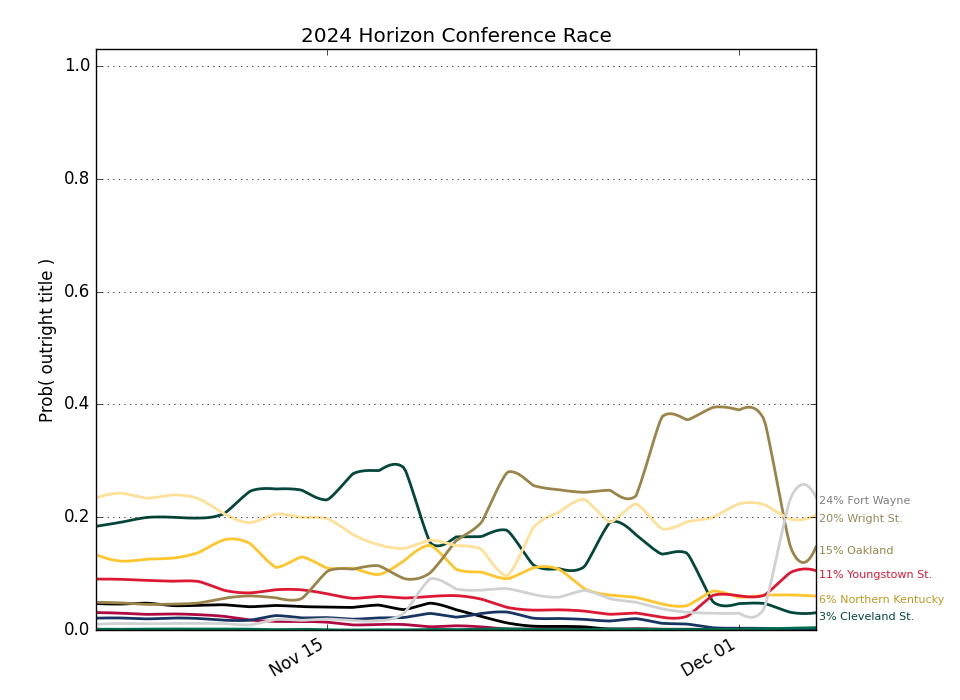 2024 Horizon Conference Race
Prob( outright title )
1.0
0.8
0.6
0.4
0.2
0.0
Nov 15
Dec 01
24% Fort Wayne
20% Wright St.
15% Oakland
11% Youngstown St.
6% Northern Kentucky
3% Cleveland St.